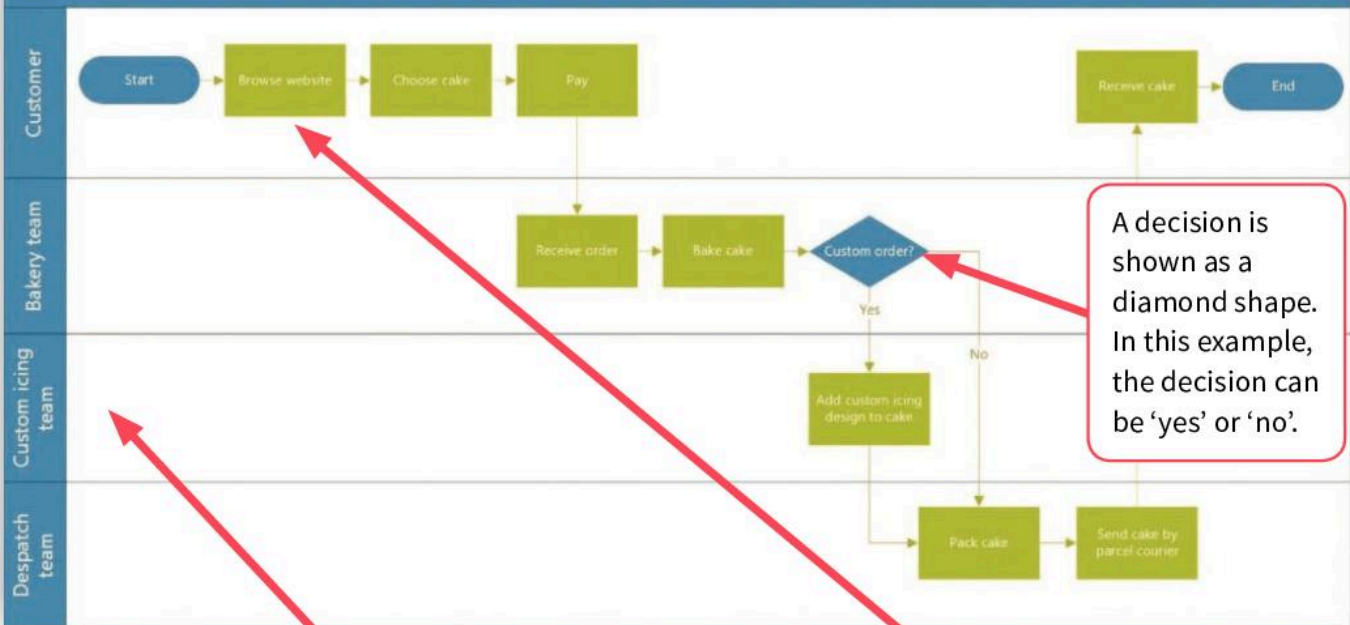 Customer
Start
Browse website
Choose cake
Pay
Receive cake
End
Bakery team
Receive order
Bake cake
Custom order?
Yes
No
A decision is
shown as a
diamond shape.
In this example,
the decision can
be ‘yes’ or ‘no’.
Custom icing
team
Add custom icing
design to cake
Despatch
team
Pack cake
Send cake by
parcel courier